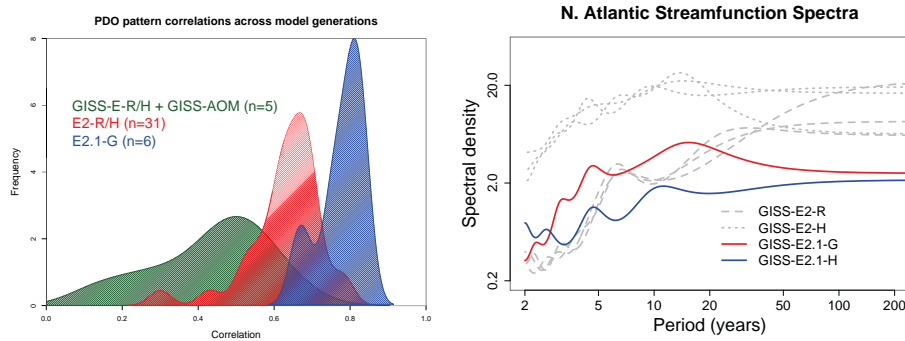 PDO pattern correlations across model generations
Frequency
8
6
4
2
0
GISS-E-R/H + GISS-AOM (n=5)
E2-R/H (n=31)
E2.1-G (n=6)
0.0 0.2 0.4 0.6 0.8 1.0
Correlation
N. Atlantic Streamfunction Spectra
Spectral density
20.0
2.0
0.2
GISS-E2-R
GISS-E2-H
GISS-E2.1-G
GISS-E2.1-H
2 5 10 20 50 100 200
Period (years)